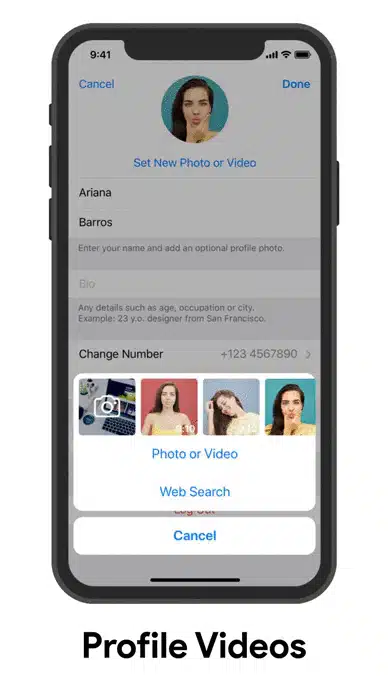 9:41
Cancel
Done
Set New Photo or Video
Ariana
Barros
Enter your name and add an optional profile photo.
Bio
Any details such as age, occupation or city.
Example: 23 y.o. designer from San Francisco.
Change Number +123 4567890
0:10
Photo or Video
Web Search
Log Out
Cancel
Profile Videos